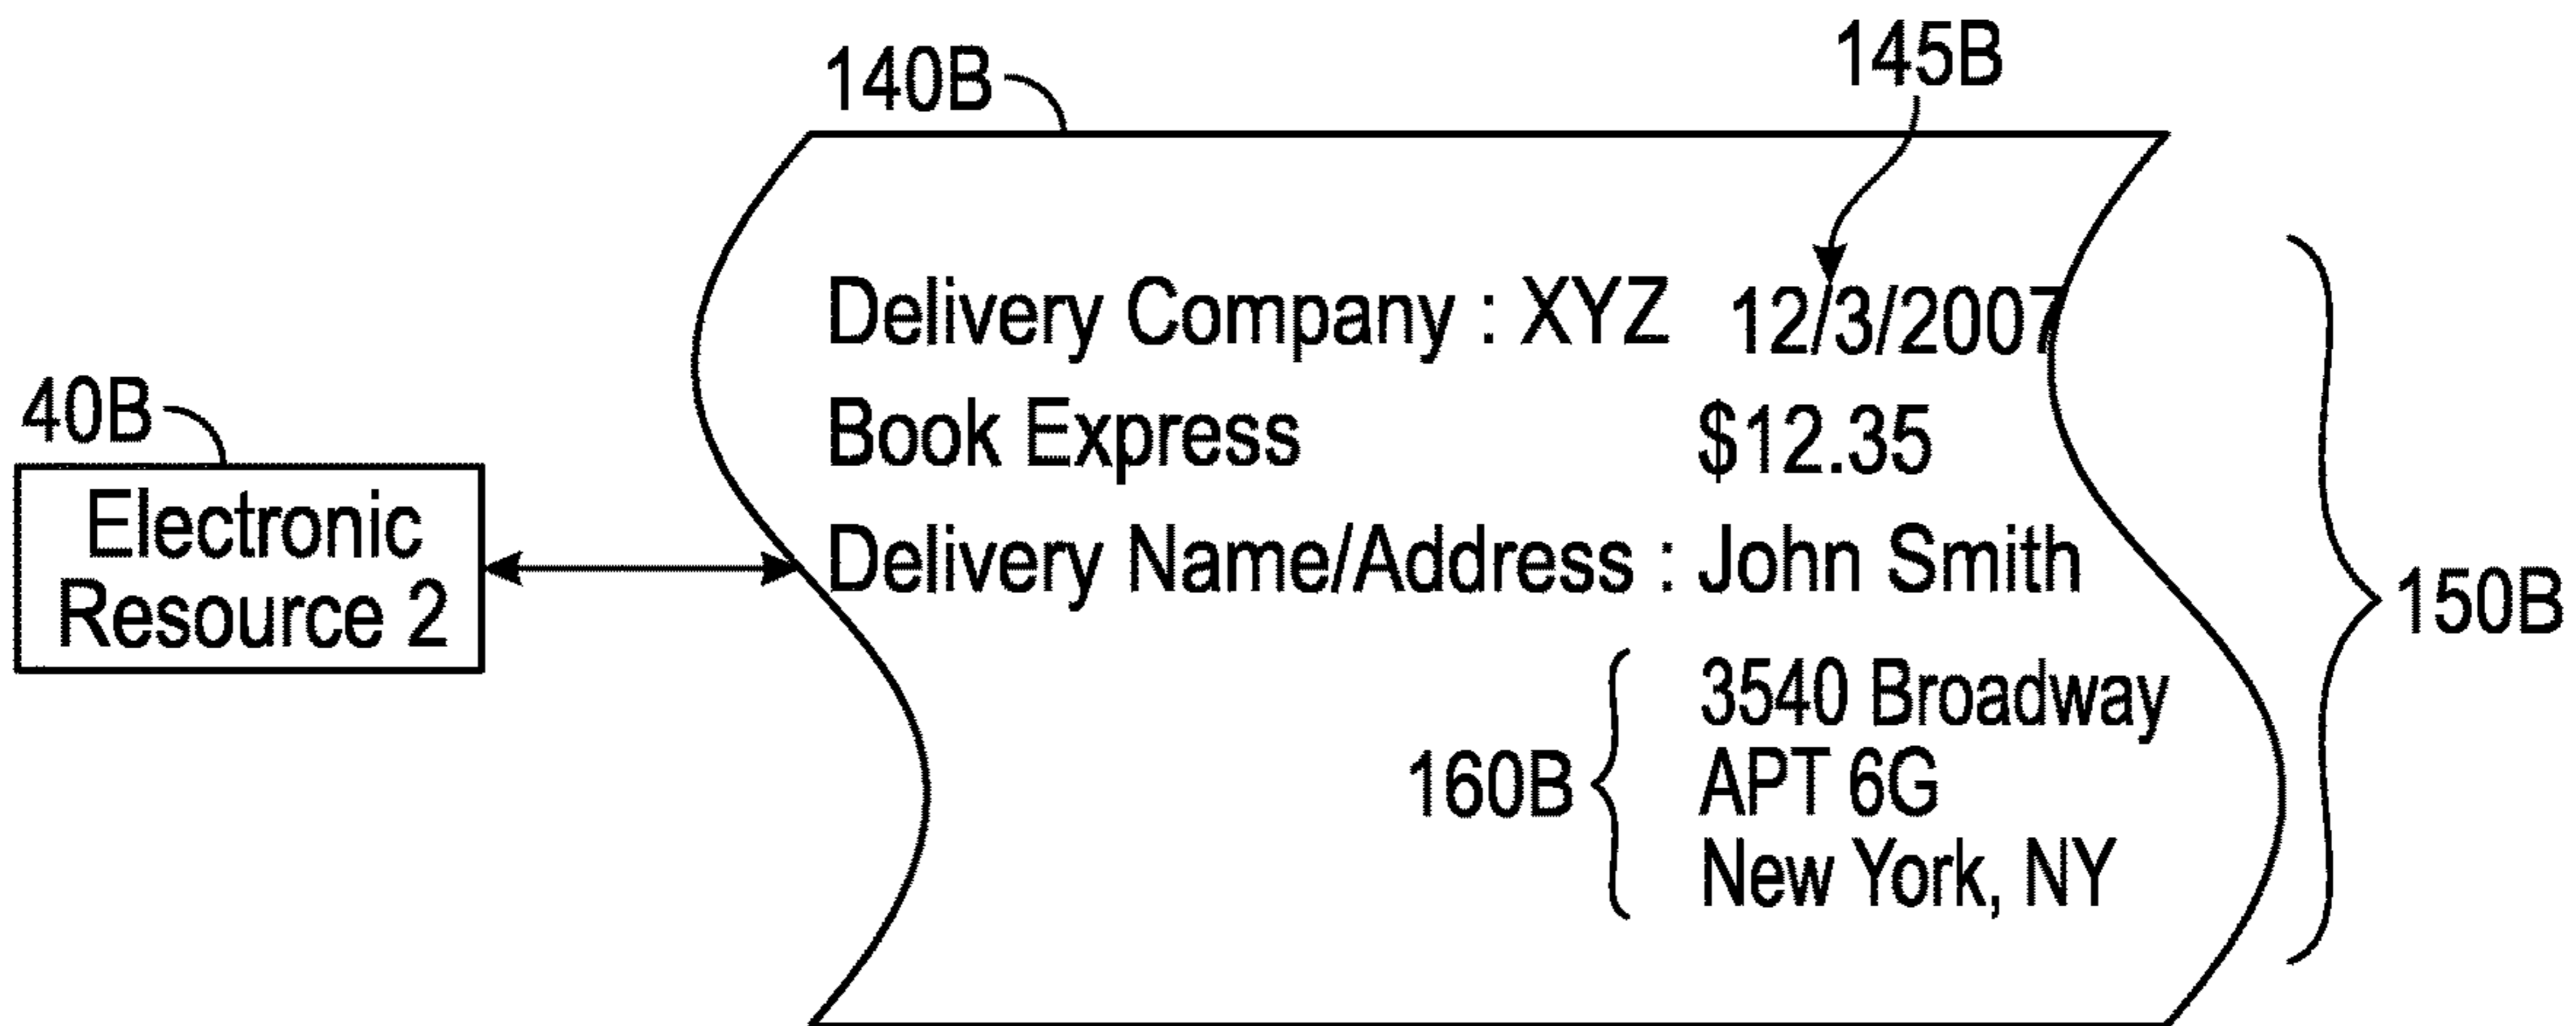 140B
145B
Delivery Company : XYZ 12/3/2007
40B
Book Express $12.35
Electronic
Resource 2
Delivery Name/Address : John Smith
150B
3540 Broadway
160B
APT 6G
New York, NY